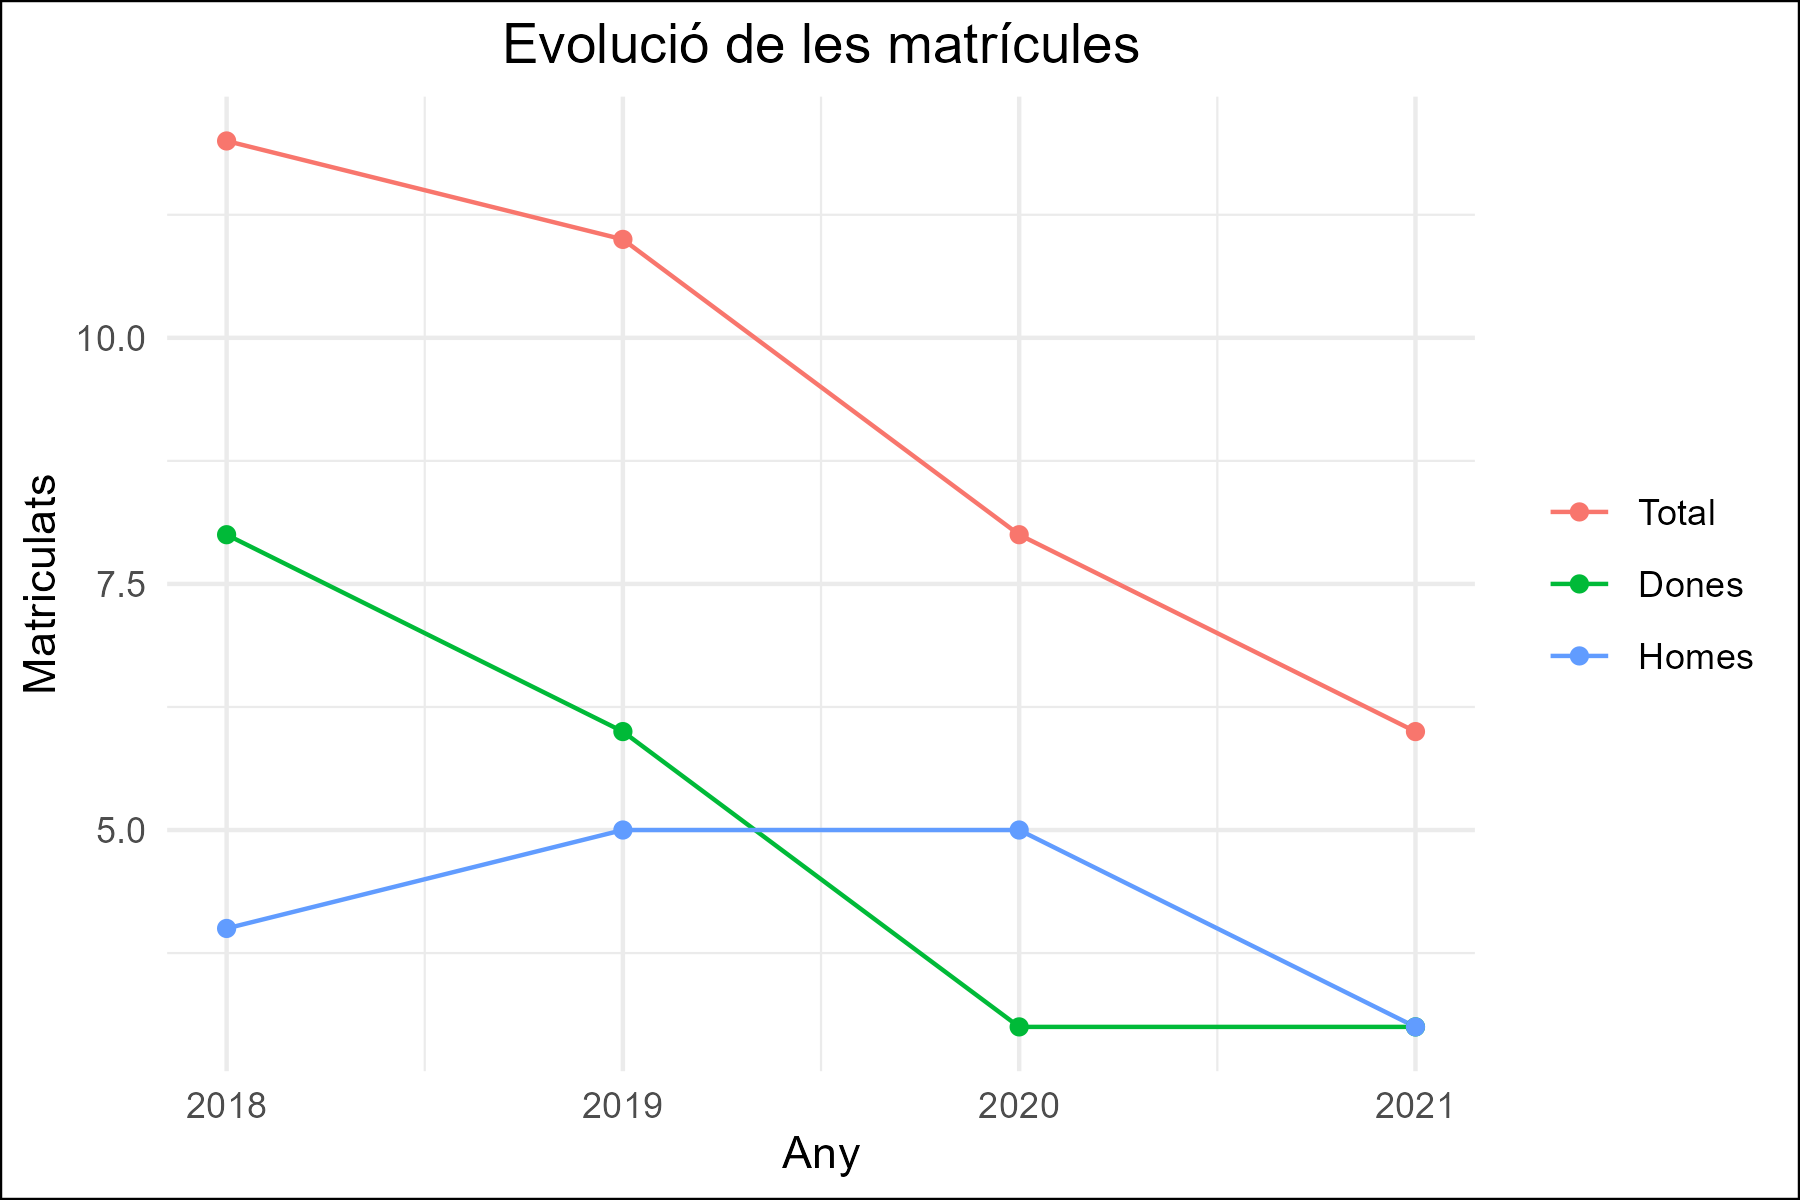 Evolució de les matrícules
Matriculats
10.0
7.5
5.0
2018
2019
2020
2021
Any
Total
Dones
Homes